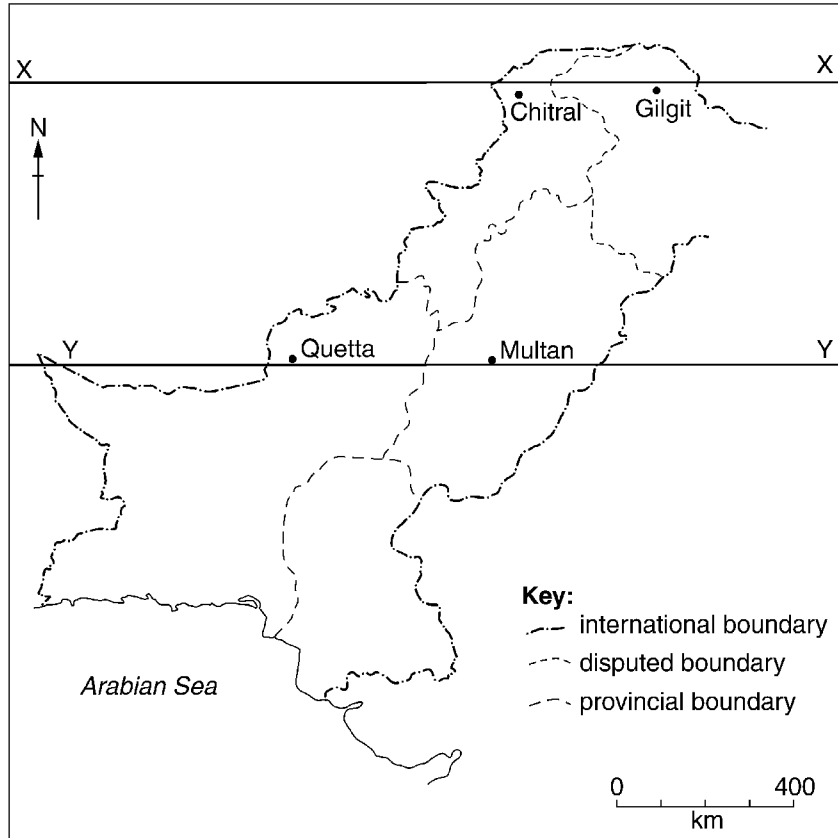 X X
Chitral Gilgit
N
Y Quetta Multan Y
Key:
international boundary
disputed boundary
provincial boundary
Arabian Sea
0 400
km